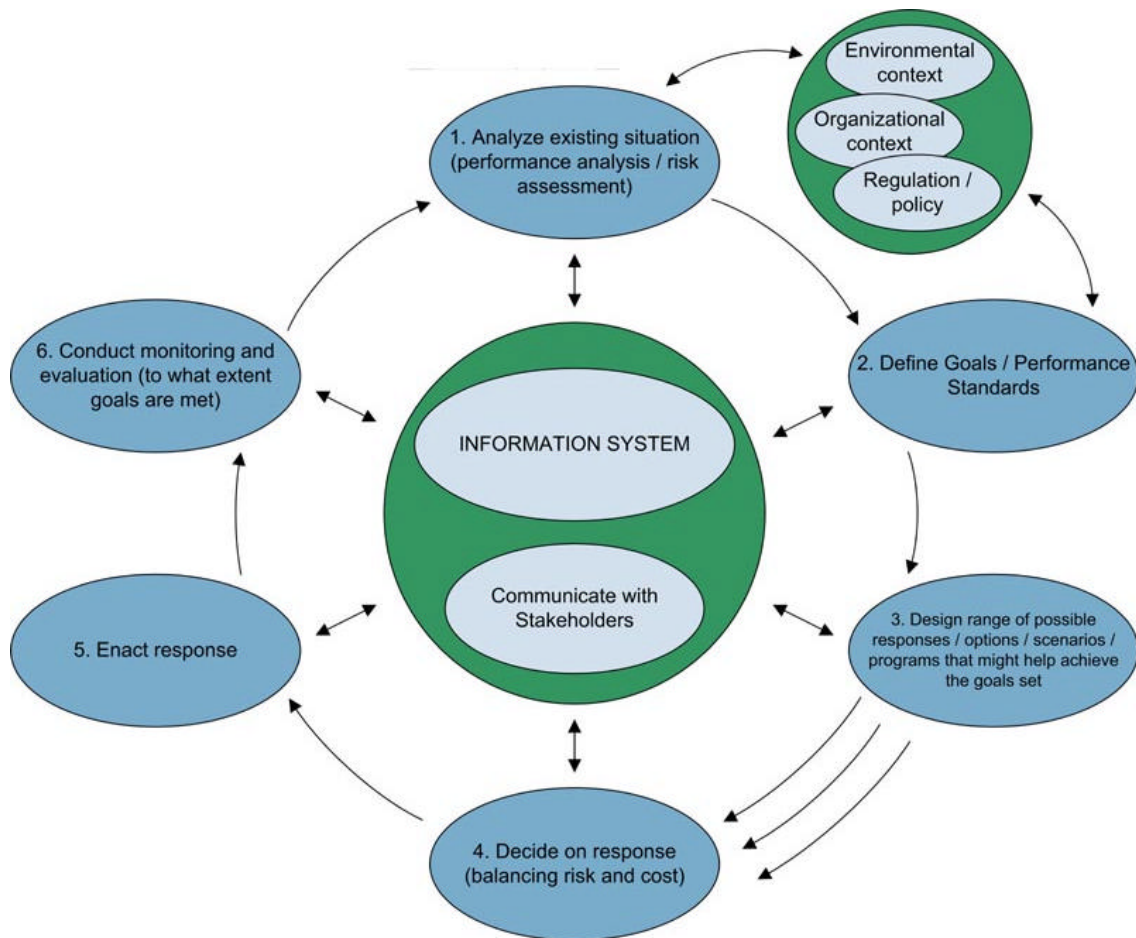 Environmental
context
Organizational
context
Regulation /
policy
1. Analyze existing situation
(performance analysis / risk
assessment)
2. Define Goals / Performance
Standards
3. Design range of possible
responses / options / scenarios /
programs that might help achieve
the goals set
4. Decide on response
(balancing risk and cost)
5. Enact response
6. Conduct monitoring and
evaluation (to what extent
goals are met)
INFORMATION SYSTEM
Communicate with
Stakeholders